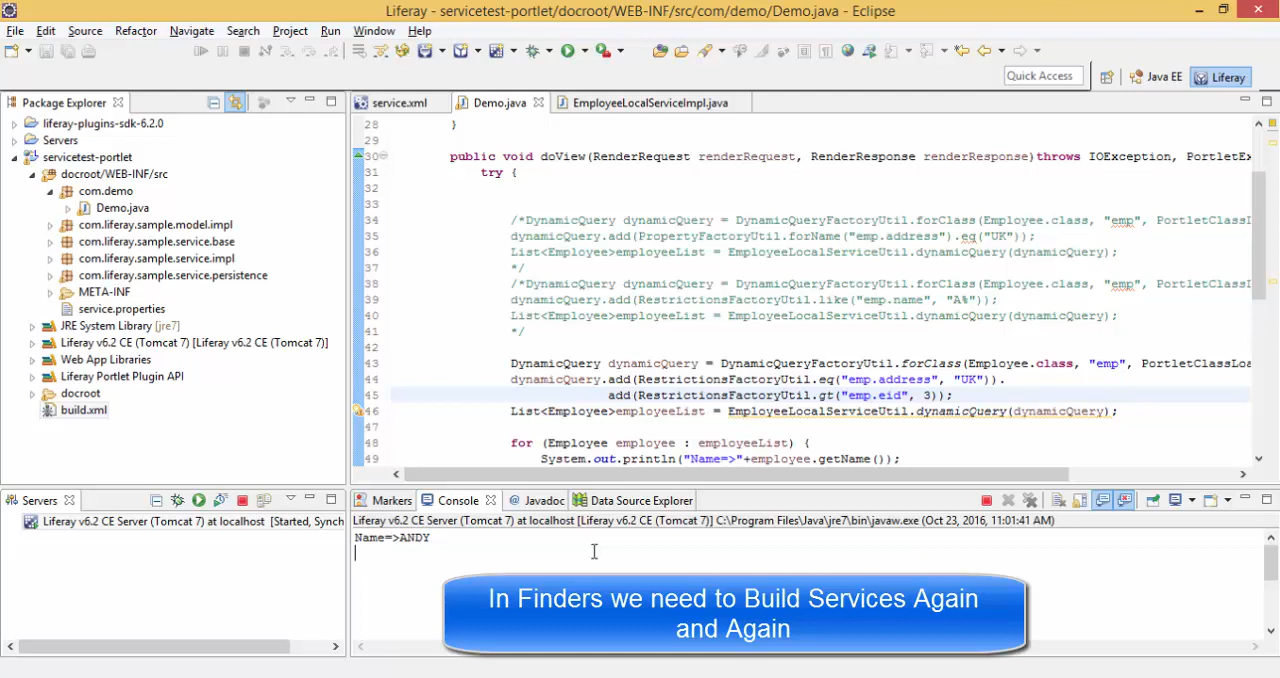 Liferay - servicetest-portlet/docroot/WEB-INF/src/com/demo/Demo.java - Eclipse
File Edit Source Refactor Navigate Search Project Run Window Help
Quick Access
Java EE
Liferay
Package Explorer
liferay-plugins-sdk-6.2.0
Servers
servicetest-portlet
docroot/WEB-INF/src
com.demo
Demo.java
com.liferay.sample.model.impl
com.liferay.sample.service.base
com.liferay.sample.service.impl
com.liferay.sample.service.persistence
META-INF
service.properties
JRE System Library [jre7]
Liferay v6.2 CE (Tomcat 7) [Liferay v6.2 CE (Tomcat 7)]
Web App Libraries
Liferay Portlet Plugin API
docroot
build.xml
service.xml
Demo.java
EmployeeLocalServiceImpl.java
28 }
29
30 public void doView(RenderRequest renderRequest, RenderResponse renderResponse)throws IOException, PortletEx
31 try {
32
33
34 /*DynamicQuery dynamicQuery = DynamicQueryFactoryUtil.forClass(Employee.class, "emp", PortletClassL
35 dynamicQuery.add(PropertyFactoryUtil.forName("emp.address").eq("UK"));
36 List<Employee>employeeList = EmployeeLocalServiceUtil.dynamicQuery(dynamicQuery);
37 */
38 /*DynamicQuery dynamicQuery = DynamicQueryFactoryUtil.forClass(Employee.class, "emp", PortletClassL
39 dynamicQuery.add(RestrictionsFactoryUtil.like("emp.name", "A%"));
40 List<Employee>employeeList = EmployeeLocalServiceUtil.dynamicQuery(dynamicQuery);
41 */
42
43 DynamicQuery dynamicQuery = DynamicQueryFactoryUtil.forClass(Employee.class, "emp", PortletClassLoa
44 dynamicQuery.add(RestrictionsFactoryUtil.eq("emp.address", "UK")).
45 add(RestrictionsFactoryUtil.gt("emp.eid", 3));
46 List<Employee>employeeList = EmployeeLocalServiceUtil.dynamicQuery(dynamicQuery);
47
48 for (Employee employee : employeeList) {
49 System.out.println("Name=>"+employee.getName());
Servers
Liferay v6.2 CE Server (Tomcat 7) at localhost [Started, Synch
Markers
Console
@ Javadoc
Data Source Explorer
Liferay v6.2 CE Server (Tomcat 7) at localhost [Liferay v6.2 CE (Tomcat 7)] C:\Program Files\Java\jre7\bin\javaw.exe (Oct 23, 2016, 11:01:41 AM)
Name=>ANDY
In Finders we need to Build Services Again
and Again